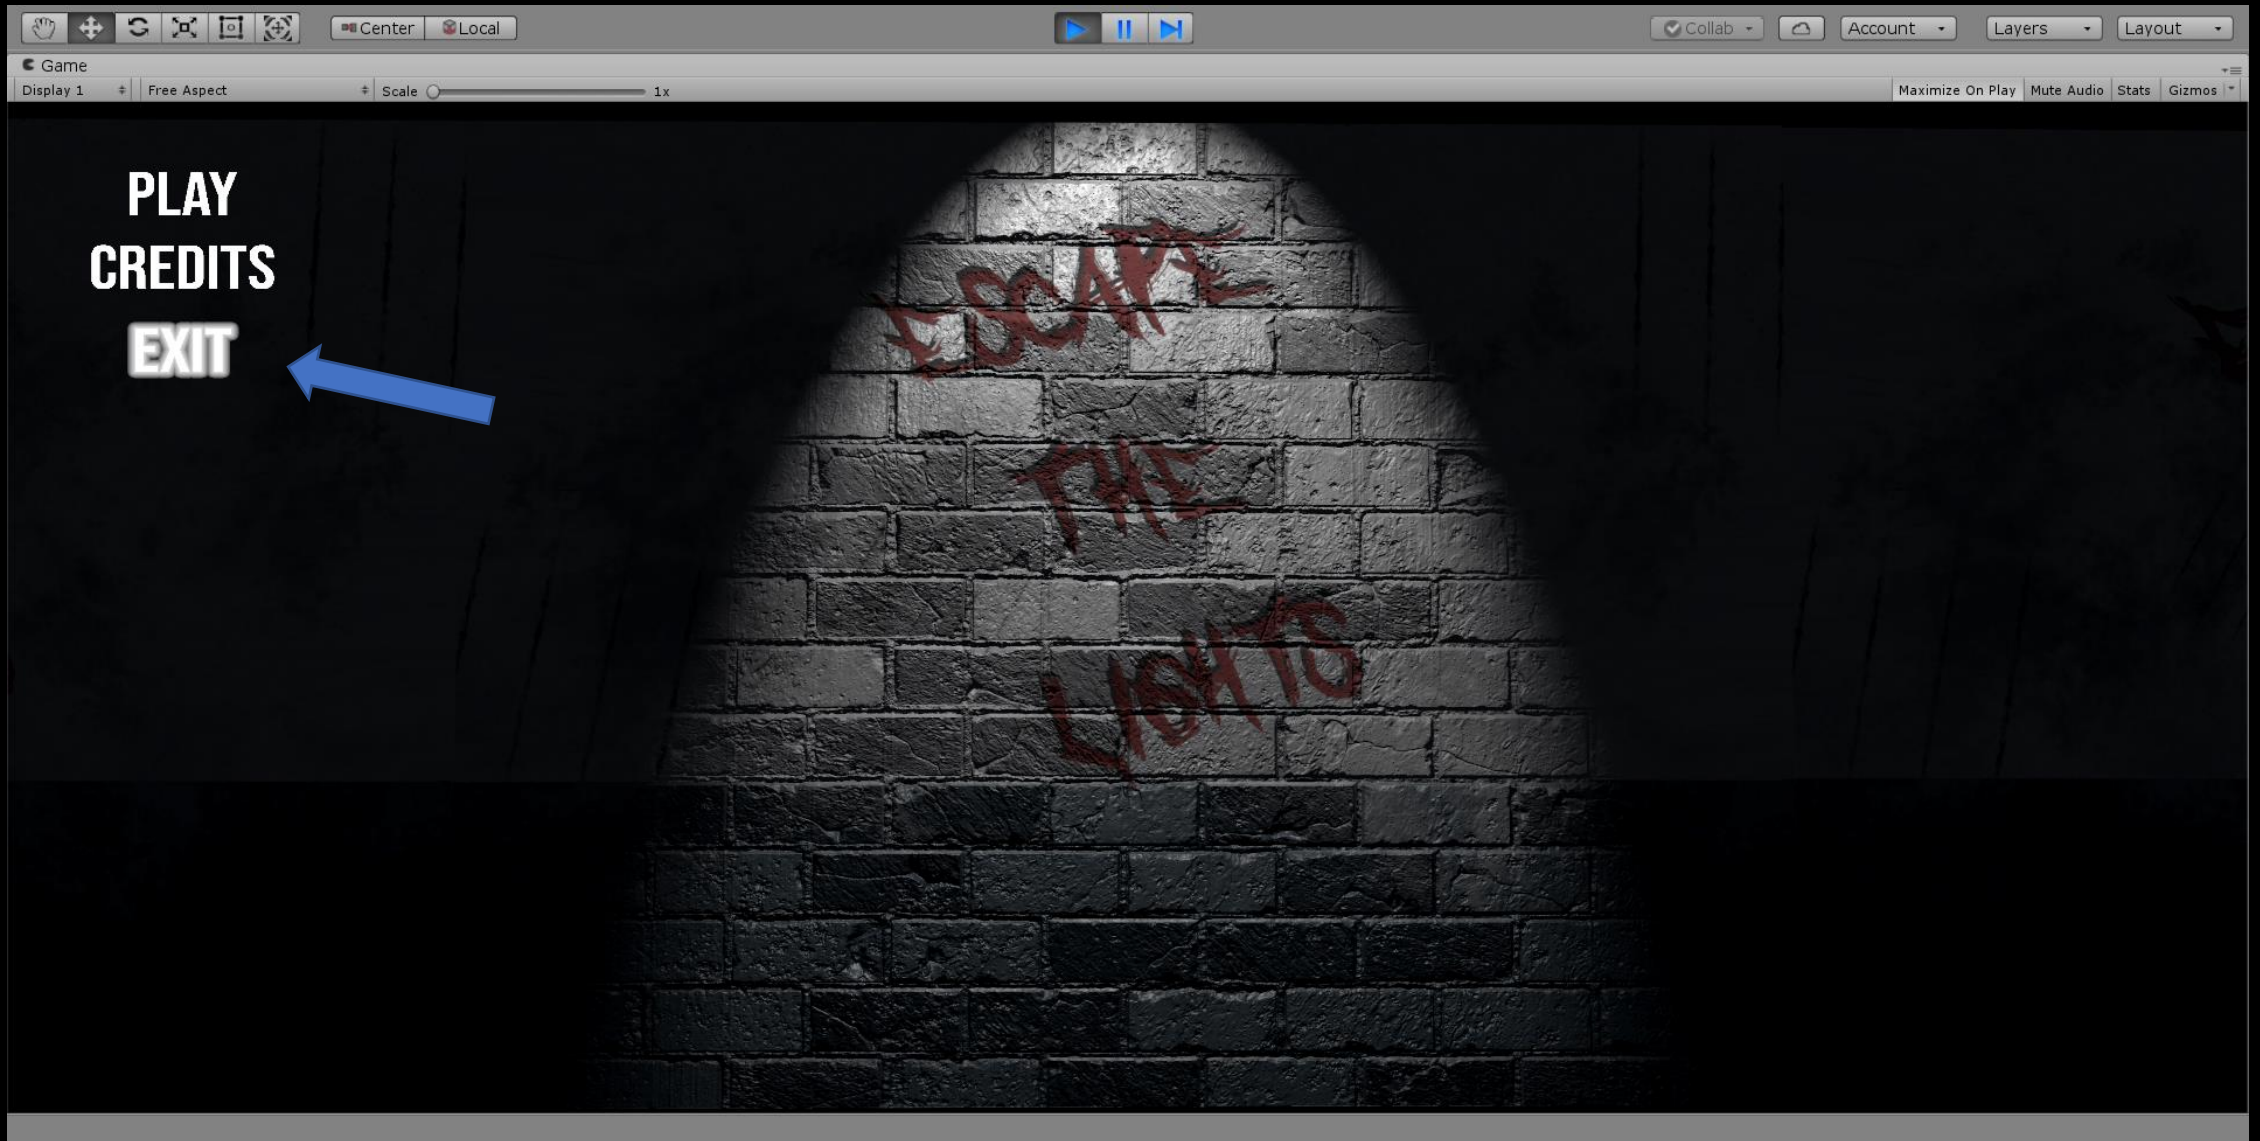 Center Local Collab Account Layers Layout
Game
Display 1 Free Aspect Scale 1x Maximize On Play Mute Audio Stats Gizmos
PLAY
CREDITS
EXIT
ESCAPE
THE
LIGHTS